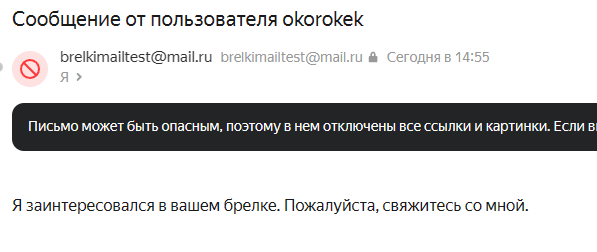 Сообщение от пользователя okorokek
brelkimailtest@mail.ru brelkimailtest@mail.ru Сегодня в 14:55
Я
Письмо может быть опасным, поэтому в нем отключены все ссылки и картинки. Если
Я заинтересовался в вашем брелке. Пожалуйста, свяжитесь со мной.